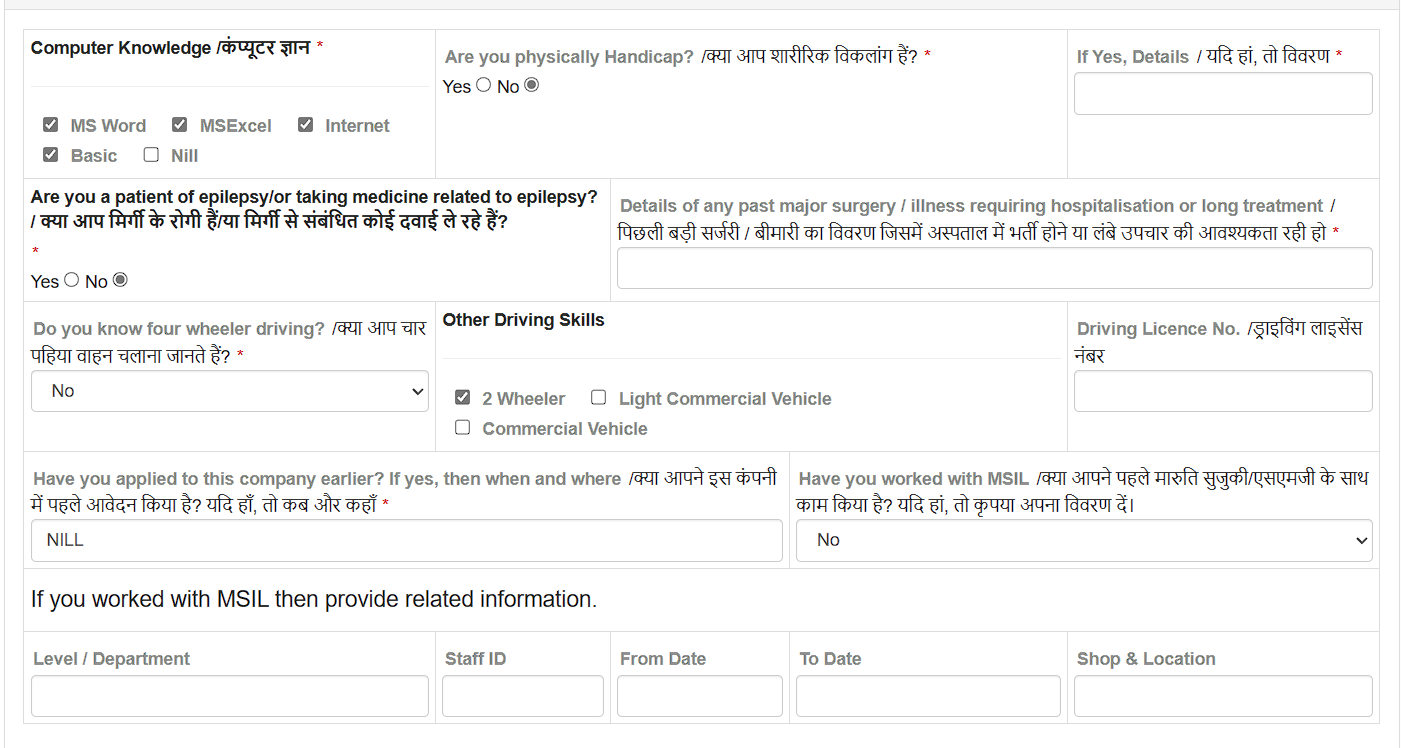 Computer Knowledge /कंप्यूटर ज्ञान *
MS Word MSExcel Internet
Basic Nill
Are you physically Handicap? /क्या आप शारीरिक विकलांग हैं? *
Yes No
If Yes, Details / यदि हां, तो विवरण *
Are you a patient of epilepsy/or taking medicine related to epilepsy?
/ क्या आप मिर्गी के रोगी हैं/या मिर्गी से संबंधित कोई दवाई ले रहे हैं?
*
Yes No
Details of any past major surgery / illness requiring hospitalisation or long treatment /
पिछली बड़ी सर्जरी / बीमारी का विवरण जिसमें अस्पताल में भर्ती होने या लंबे उपचार की आवश्यकता रही हो *
Do you know four wheeler driving? /क्या आप चार
पहिया वाहन चलाना जानते हैं? *
No
Other Driving Skills
2 Wheeler Light Commercial Vehicle
Commercial Vehicle
Driving Licence No. /ड्राइविंग लाइसेंस
नंबर
Have you applied to this company earlier? If yes, then when and where /क्या आपने इस कंपनी
में पहले आवेदन किया है? यदि हाँ, तो कब और कहाँ *
NILL
Have you worked with MSIL /क्या आपने पहले मारुति सुजुकी/एसएमजी के साथ
काम किया है? यदि हां, तो कृपया अपना विवरण दें।
No
If you worked with MSIL then provide related information.
Level / Department
Staff ID
From Date
To Date
Shop & Location